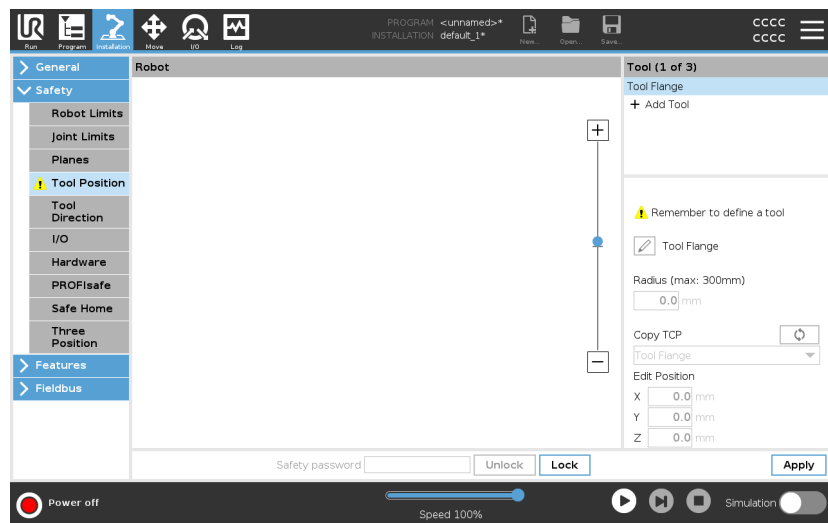 UR
PROGRAM <unnamed>*
INSTALLATION default_1*
New... Open... Save...
cccc
cccc
Run Program Installation Move I/O Log
General
Safety
Robot Limits
Joint Limits
Planes
Tool Position
Tool
Direction
I/O
Hardware
PROFIsafe
Safe Home
Three
Position
Features
Fieldbus
Robot
Tool (1 of 3)
Tool Flange
+ Add Tool
Remember to define a tool
Tool Flange
Radius (max: 300mm)
0.0 mm
Copy TCP
Tool Flange
Edit Position
X 0.0 mm
Y 0.0 mm
Z 0.0 mm
Safety password
Unlock
Lock
Apply
Power off
Speed 100%
Simulation